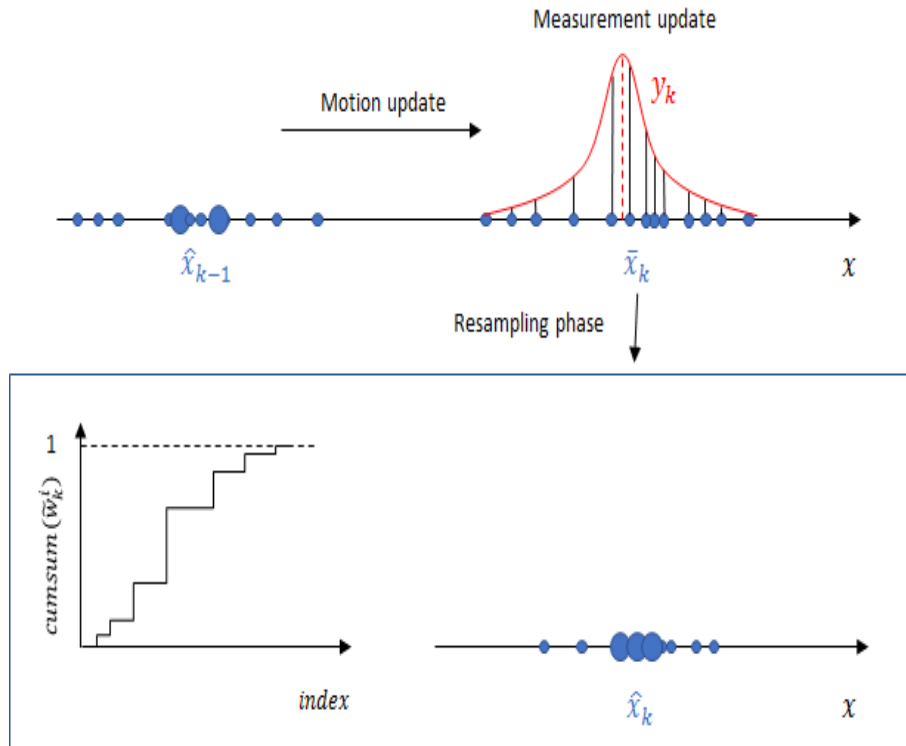 Measurement update
Motion update
y_k
x̂_{k−1}
x̄_k
x
Resampling phase
1
cumsum(w̃_k^i)
index
x̂_k
x